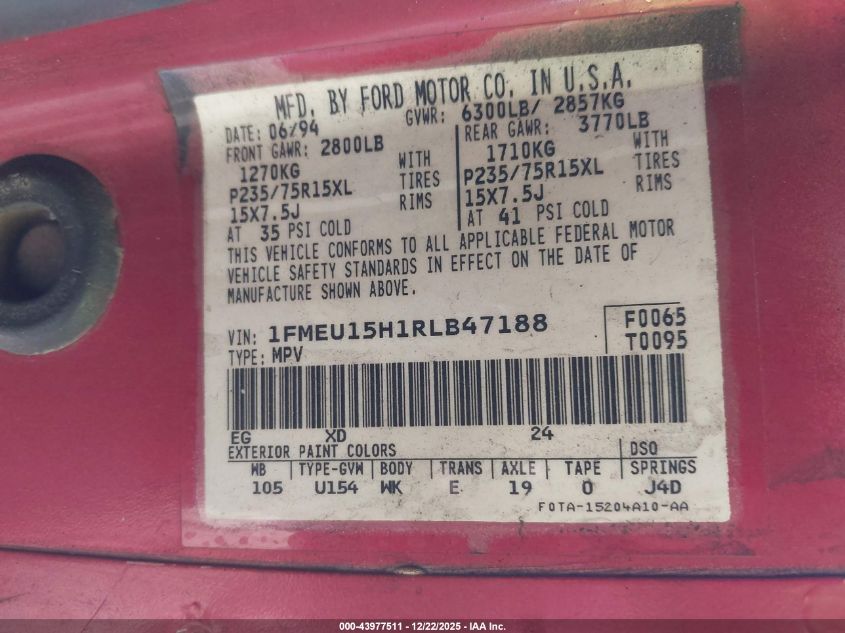 MFD. BY FORD MOTOR CO. IN U.S.A.
DATE: 06/94 GVWR: 6300LB/ 2857KG
FRONT GAWR: 2800LB REAR GAWR: 3770LB
1270KG WITH 1710KG WITH
P235/75R15XL TIRES P235/75R15XL TIRES
15X7.5J RIMS 15X7.5J RIMS
AT 35 PSI COLD AT 41 PSI COLD
THIS VEHICLE CONFORMS TO ALL APPLICABLE FEDERAL MOTOR
VEHICLE SAFETY STANDARDS IN EFFECT ON THE DATE OF
MANUFACTURE SHOWN ABOVE.
VIN: 1FMEU15H1RLB47188 F0065
TYPE: MPV T0095
EG XD 24
EXTERIOR PAINT COLORS DSO
WB TYPE-GVW BODY TRANS AXLE TAPE SPRINGS
105 U154 WK E 19 0 J4D
F0TA-15204A10-AA
000-43977511 - 12/22/2025 - IAA Inc.